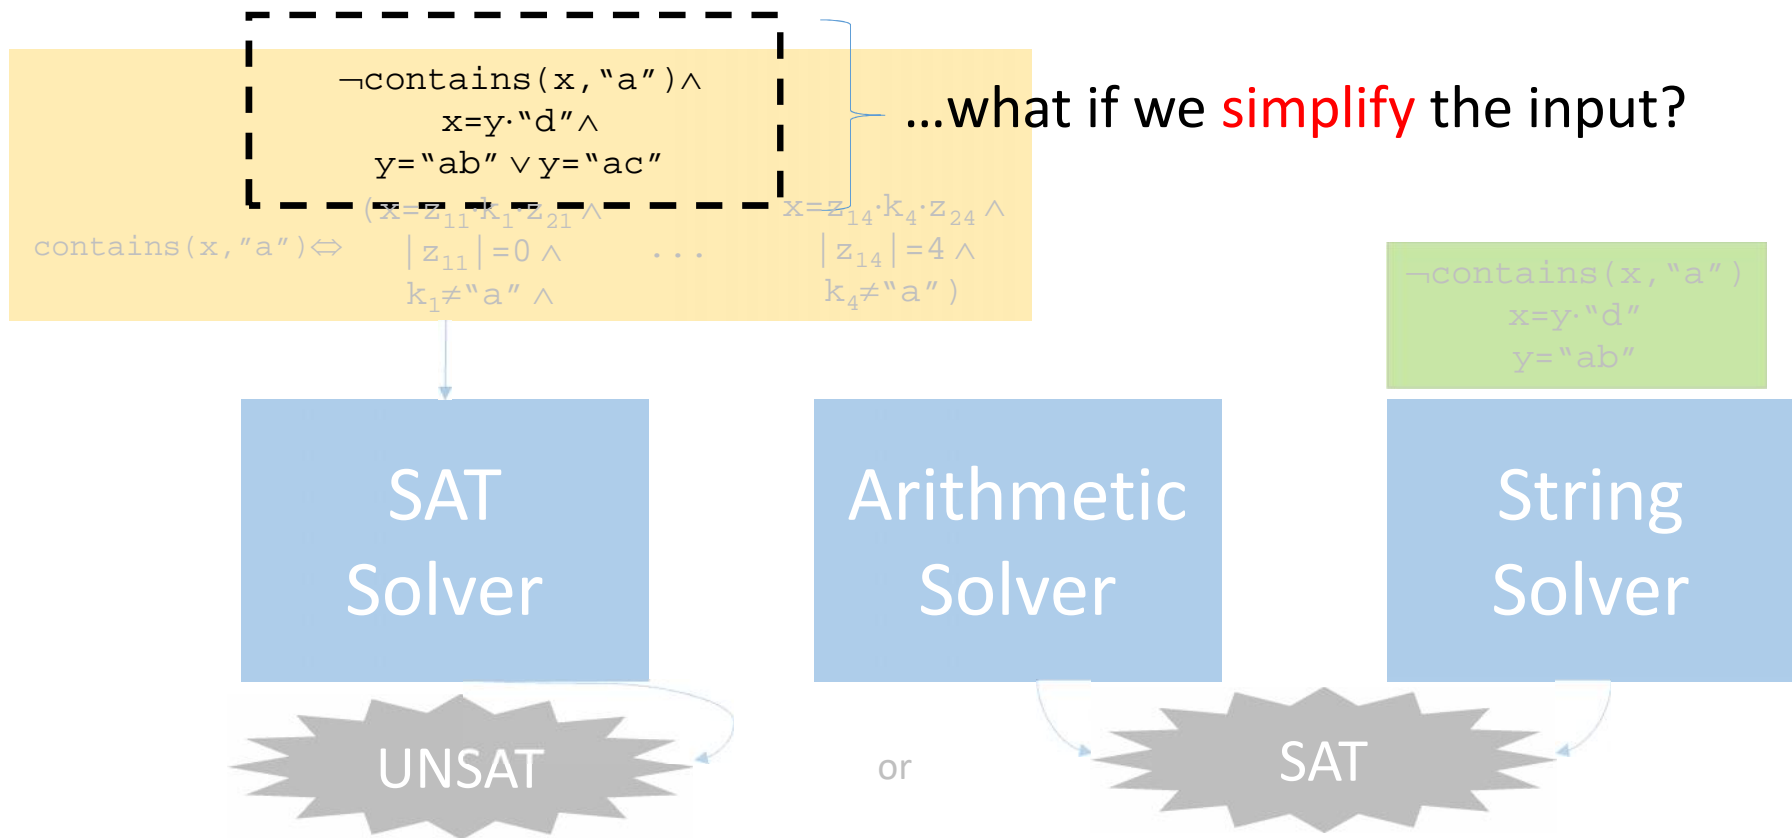 ¬contains(x,“a”)∧
x=y·“d”∧
y=“ab” ∨ y=“ac”
…what if we simplify the input?
(x=z₁₁·k₁·z₂₁ ∧ x=z₁₄·k₄·z₂₄ ∧
contains(x,”a”)⇔ |z₁₁|=0 ∧ ... |z₁₄|=4 ∧
k₁≠“a” ∧ k₄≠“a”)
¬contains(x,“a”)
x=y·“d”
y=“ab”
SAT
Solver
Arithmetic
Solver
String
Solver
UNSAT
or
SAT